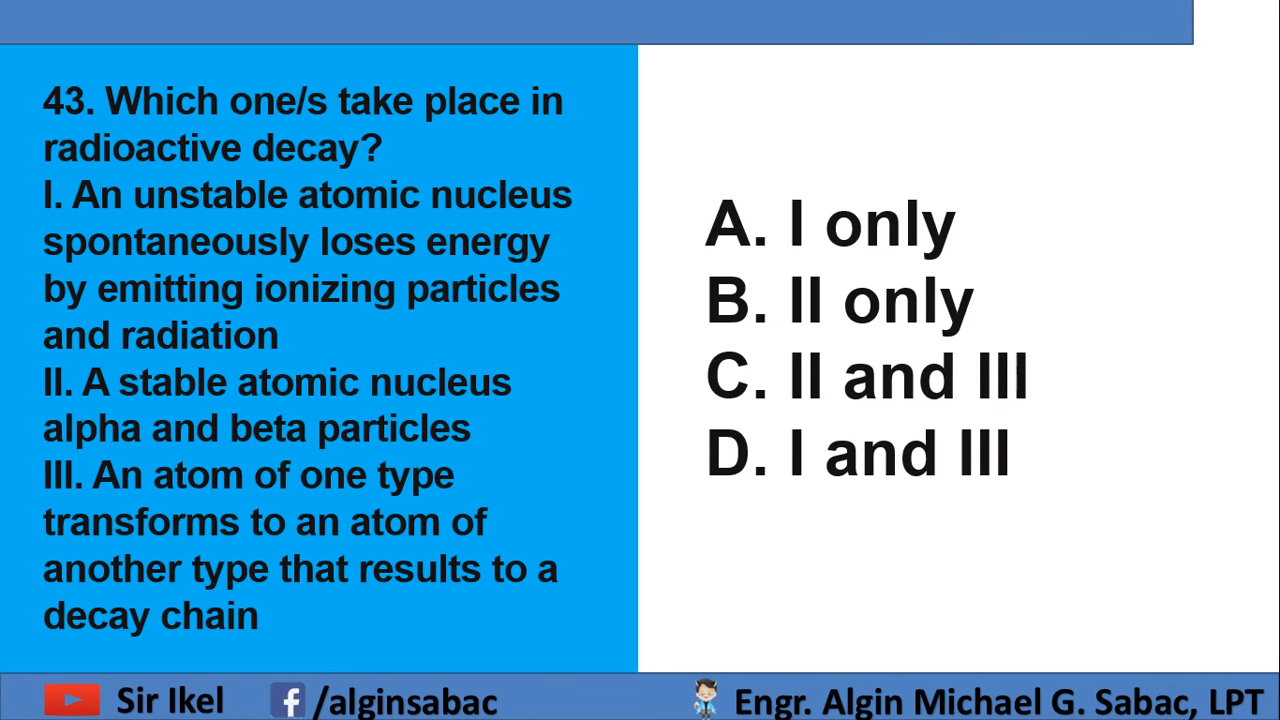 43. Which one/s take place in
radioactive decay?
I. An unstable atomic nucleus
spontaneously loses energy
by emitting ionizing particles
and radiation
II. A stable atomic nucleus
alpha and beta particles
III. An atom of one type
transforms to an atom of
another type that results to a
decay chain
A. I only
B. II only
C. II and III
D. I and III
Sir Ikel
/alginsabac
Engr. Algin Michael G. Sabac, LPT